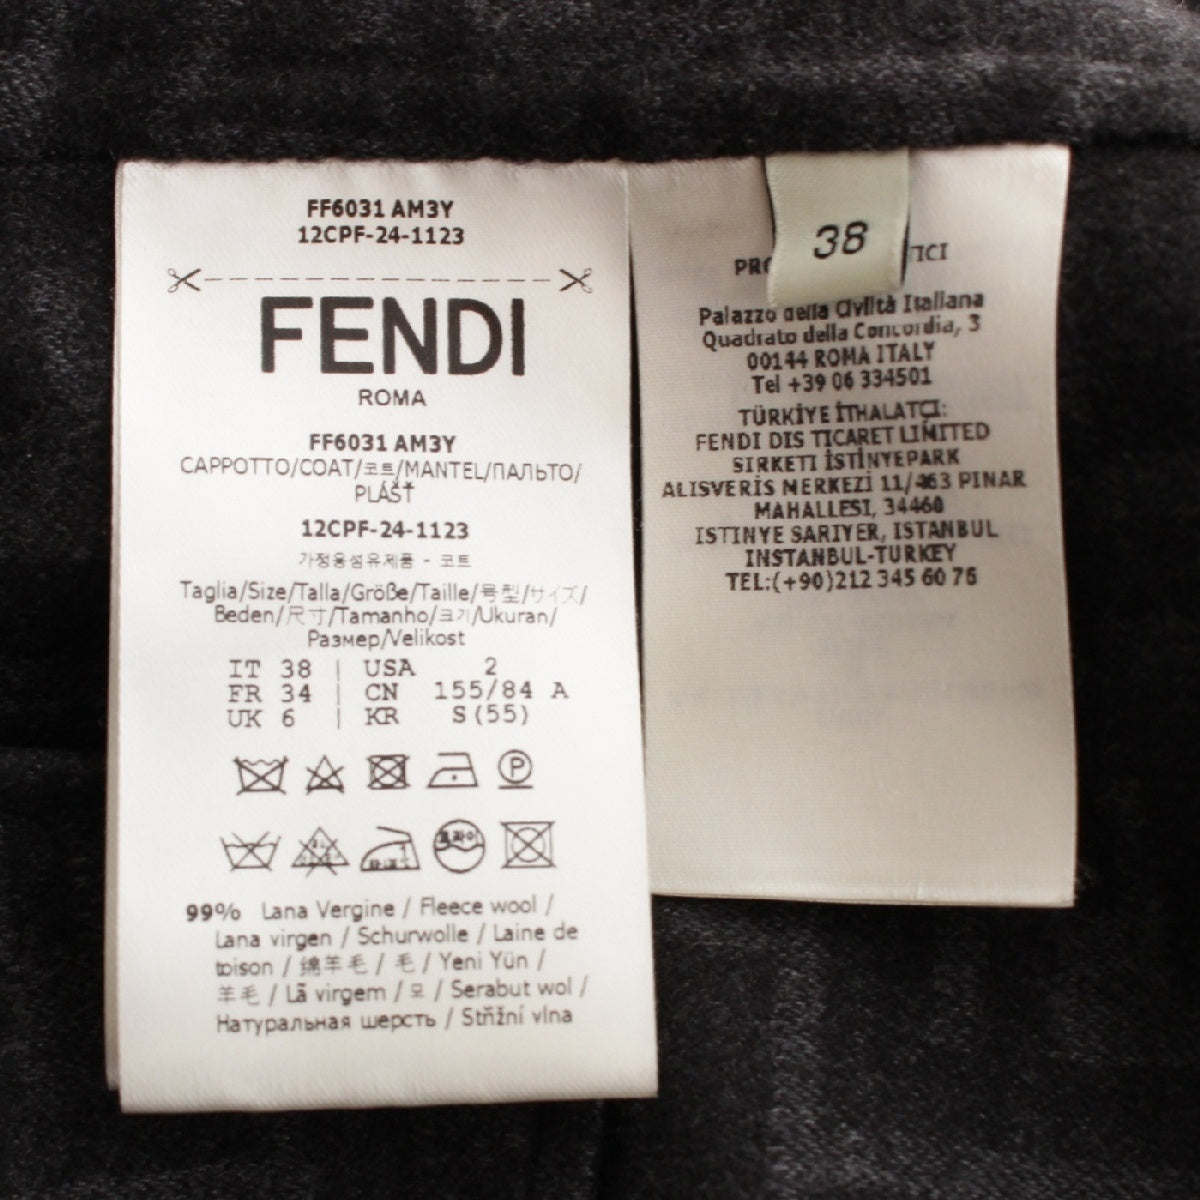 FF6031 AM3Y
12CPF-24-1123
FENDI
ROMA
FF6031 AM3Y
CAPPOTTO/COAT/코트/MANTEL/ПАЛЬТО/
PLÁŠŤ
12CPF-24-1123
가정용섬유제품 - 코트
Taglia/Size/Talla/Größe/Taille/号型/サイズ/
Beden/尺寸/Tamanho/크기/Ukuran/
Размер/Velikost
IT 38 | USA 2
FR 34 | CN 155/84 A
UK 6 | KR S(55)
P
드라이
99% Lana Vergine / Fleece wool /
Lana virgen / Schurwolle / Laine de
toison / 绵羊毛 / 毛 / Yeni Yün /
羊毛 / Lã virgem / 모 / Serabut wol /
Натуральная шерсть / Střžní vlna
38
Palazzo della Civiltà Italiana
Quadrato della Concordia, 3
00144 ROMA ITALY
Tel +39 06 334501
TÜRKİYE İTHALATÇI:
FENDI DIS TICARET LIMITED
SIRKETI İSTİNYEPARK
ALISVERİS MERKEZİ 11/463 PINAR
MAHALLESI, 34460
ISTINYE SARIYER, ISTANBUL
INSTANBUL-TURKEY
TEL:(+90)212 345 60 76